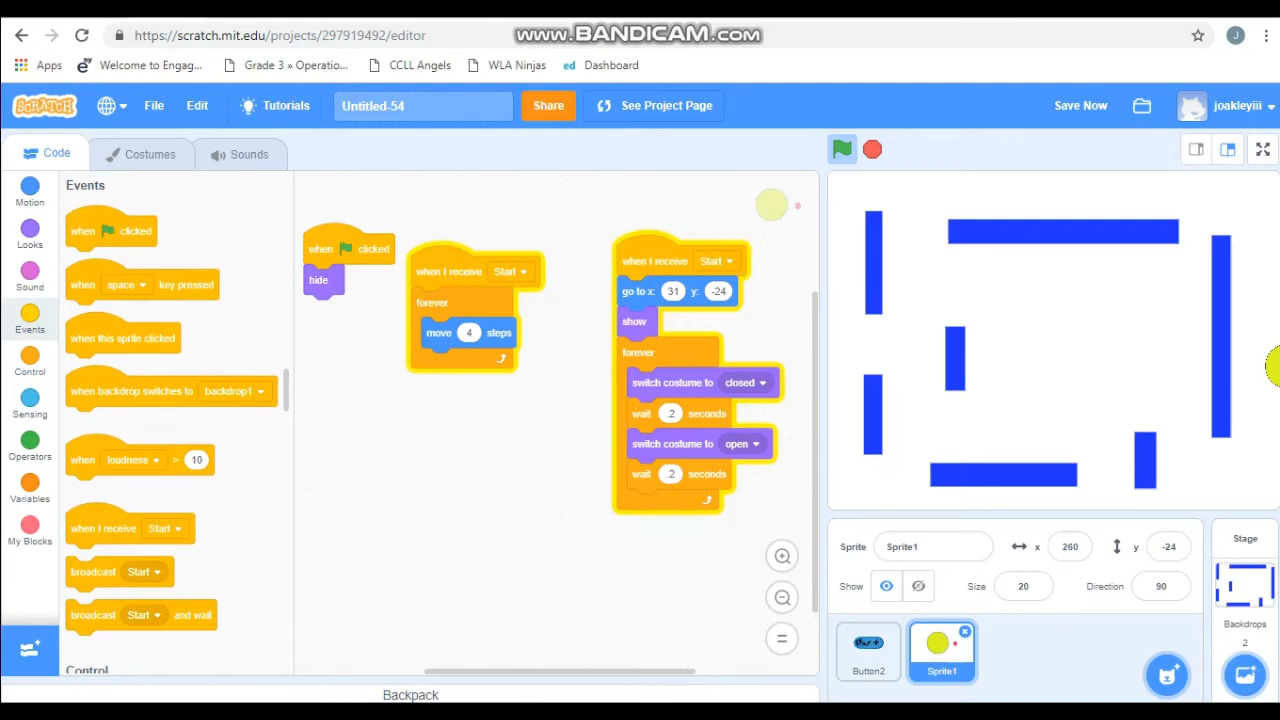 www.BANDICAM.com
https://scratch.mit.edu/projects/297919492/editor
J
Apps
Welcome to Engag...
Grade 3 » Operatio...
CCLL Angels
WLA Ninjas
ed Dashboard
SCRATCH
File
Edit
Tutorials
Untitled-54
Share
See Project Page
Save Now
joakleyiii
Code
Costumes
Sounds
Motion
Looks
Sound
Events
Control
Sensing
Operators
Variables
My Blocks
Events
when clicked
when space key pressed
when this sprite clicked
when backdrop switches to backdrop1
when loudness > 10
when I receive Start
broadcast Start
broadcast Start and wait
Control
when clicked
hide
when I receive Start
forever
move 4 steps
when I receive Start
go to x: 31 y: -24
show
forever
switch costume to closed
wait .2 seconds
switch costume to open
wait .2 seconds
Backpack
Sprite Sprite1 x 260 y -24
Show Size 20 Direction 90
Button2
Sprite1
Stage
Backdrops
2